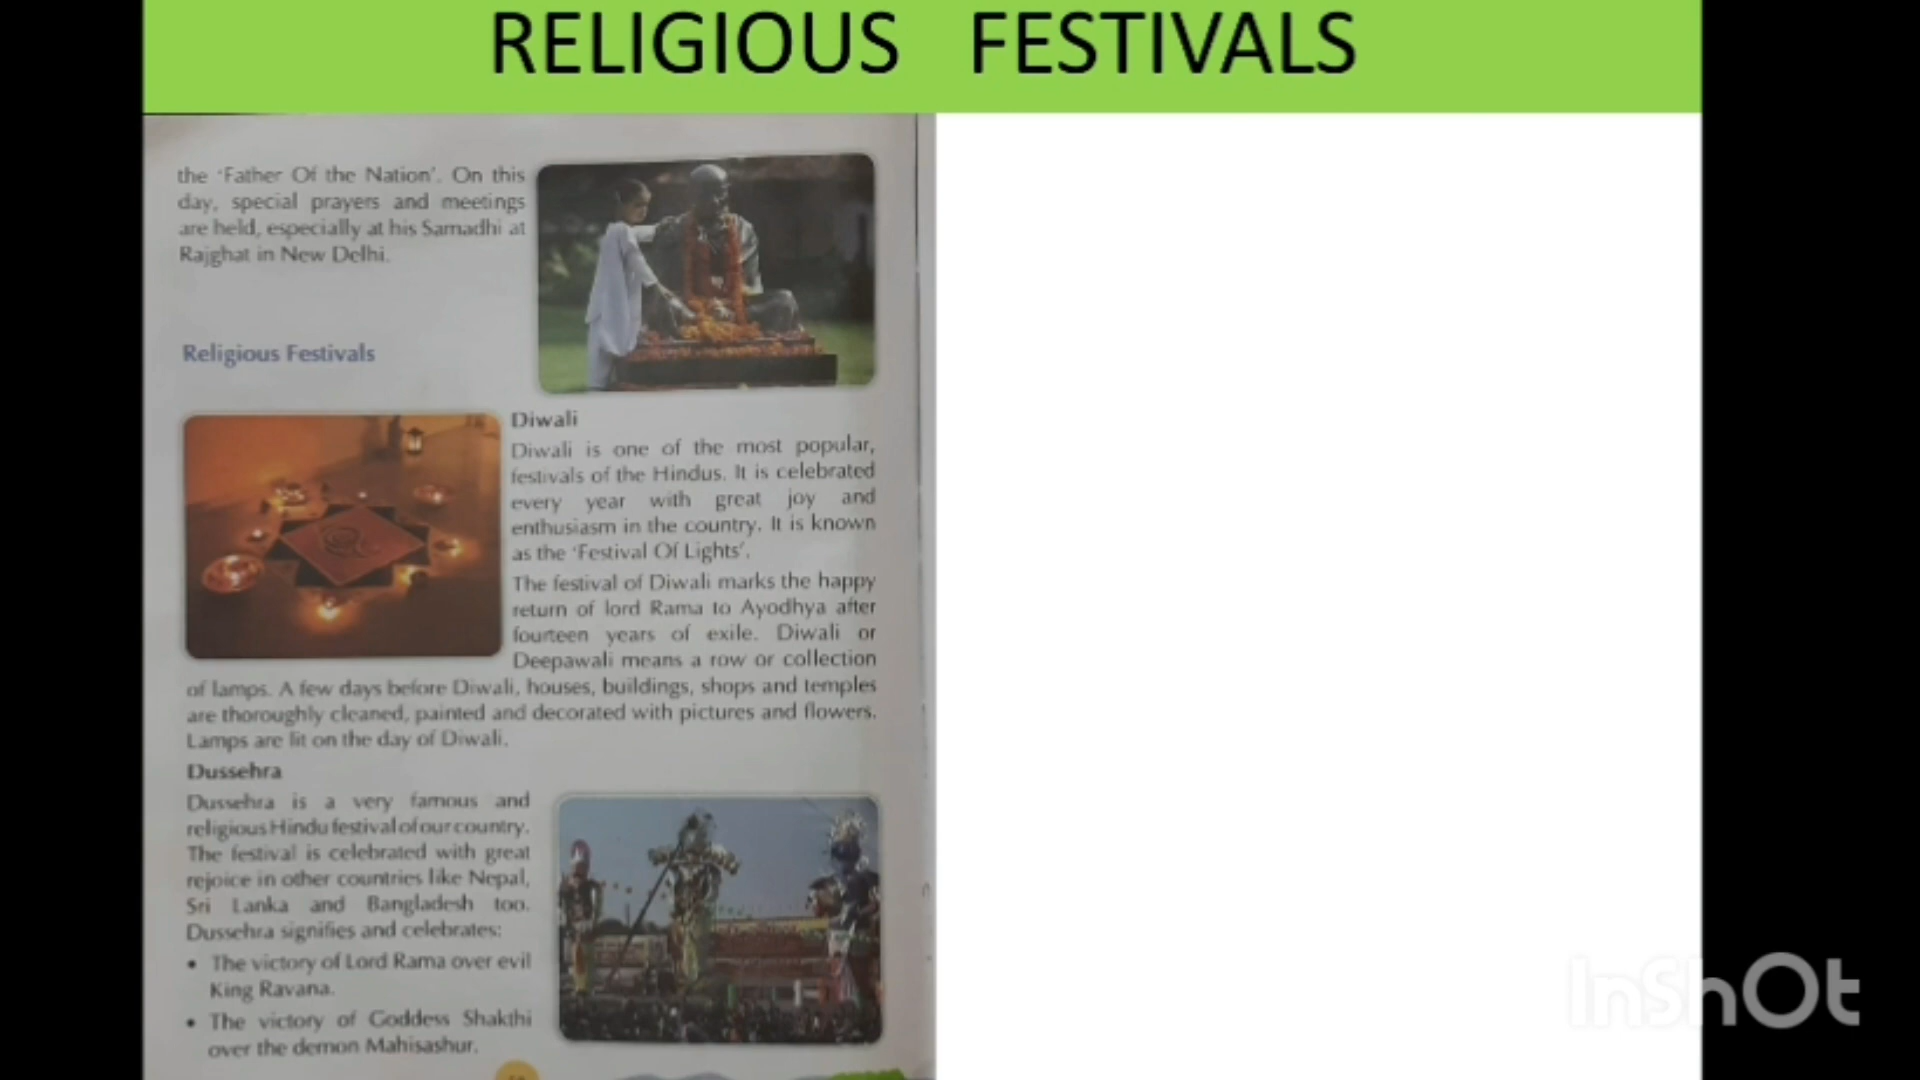 RELIGIOUS FESTIVALS
the 'Father Of the Nation'. On this
day, special prayers and meetings
are held, especially at his Samadhi at
Rajghat in New Delhi.
Religious Festivals
Diwali
Diwali is one of the most popular,
festivals of the Hindus. It is celebrated
every year with great joy and
enthusiasm in the country. It is known
as the 'Festival Of Lights'.
The festival of Diwali marks the happy
return of lord Rama to Ayodhya after
fourteen years of exile. Diwali or
Deepawali means a row or collection
of lamps. A few days before Diwali, houses, buildings, shops and temples
are thoroughly cleaned, painted and decorated with pictures and flowers.
Lamps are lit on the day of Diwali.
Dussehra
Dussehra is a very famous and
religious Hindu festival of our country.
The festival is celebrated with great
rejoice in other countries like Nepal,
Sri Lanka and Bangladesh too.
Dussehra signifies and celebrates:
• The victory of Lord Rama over evil
King Ravana.
• The victory of Goddess Shakthi
over the demon Mahisashur.
InShOt